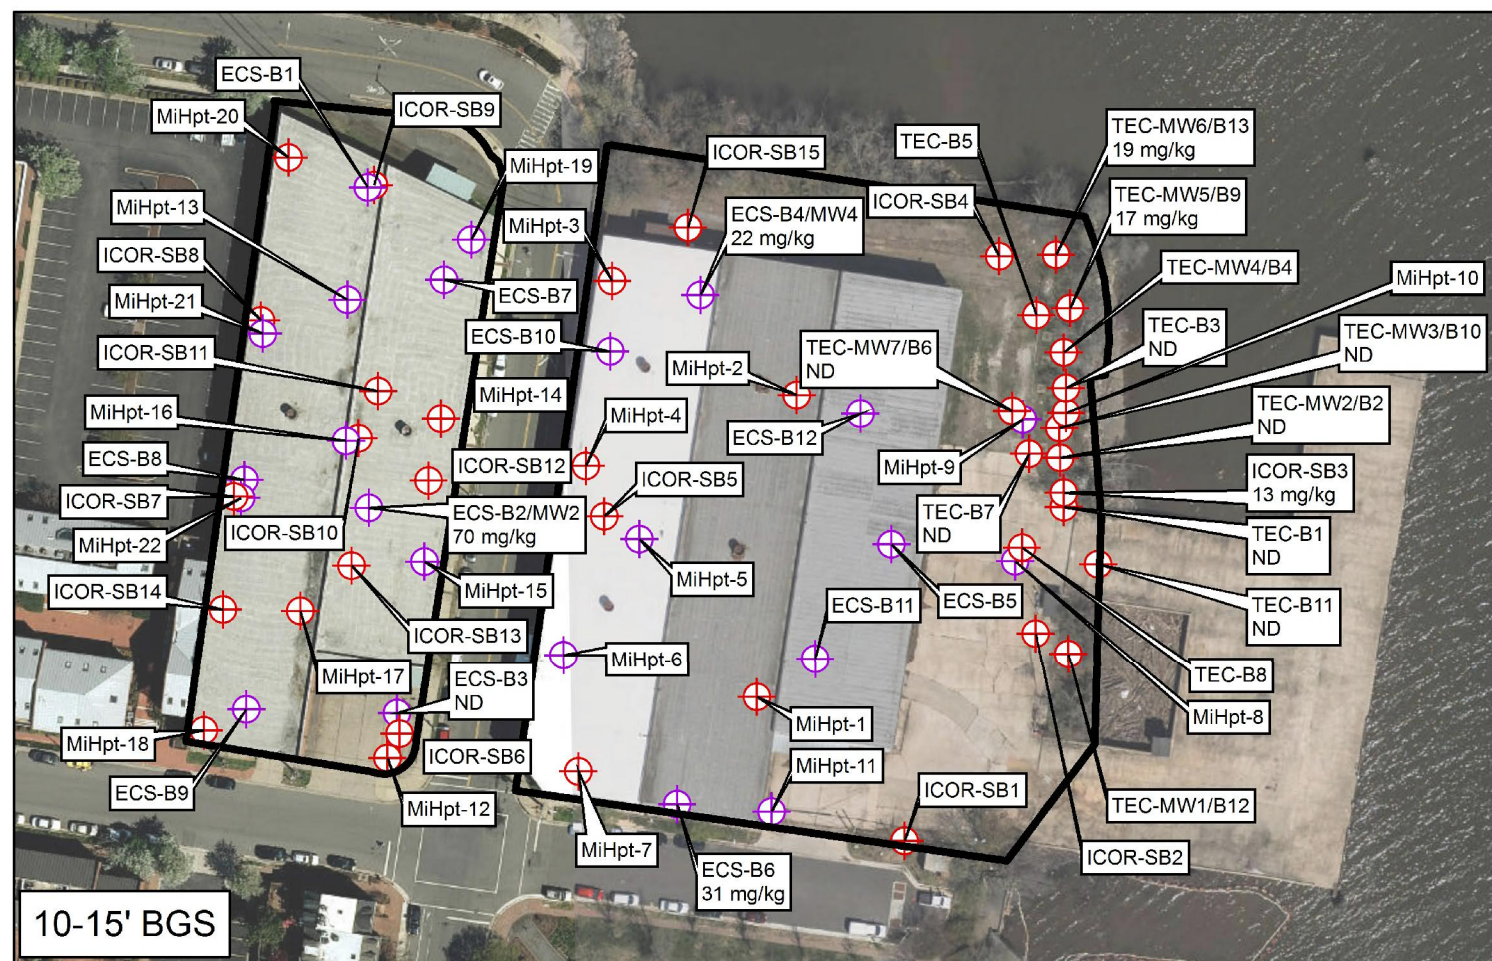 ECS-B1
ICOR-SB9
MiHpt-20
MiHpt-19
MiHpt-13
MiHpt-3
ICOR-SB8
MiHpt-21
ECS-B7
ICOR-SB11
ECS-B10
MiHpt-16
MiHpt-14
ECS-B8
ICOR-SB12
ICOR-SB7
ECS-B2/MW2
70 mg/kg
MiHpt-22
ICOR-SB10
ICOR-SB14
MiHpt-15
ICOR-SB13
MiHpt-17
ECS-B3
ND
MiHpt-18
ICOR-SB6
ECS-B9
MiHpt-12
ICOR-SB15
ECS-B4/MW4
22 mg/kg
TEC-B5
ICOR-SB4
TEC-MW6/B13
19 mg/kg
TEC-MW5/B9
17 mg/kg
TEC-MW4/B4
MiHpt-10
TEC-B3
ND
TEC-MW3/B10
ND
TEC-MW7/B6
ND
MiHpt-2
TEC-MW2/B2
ND
MiHpt-4
ECS-B12
MiHpt-9
ICOR-SB3
13 mg/kg
ICOR-SB5
TEC-B7
ND
TEC-B1
ND
MiHpt-5
ECS-B5
ECS-B11
TEC-B11
ND
MiHpt-6
TEC-B8
MiHpt-1
MiHpt-8
MiHpt-11
ICOR-SB1
TEC-MW1/B12
MiHpt-7
ICOR-SB2
ECS-B6
31 mg/kg
10-15' BGS